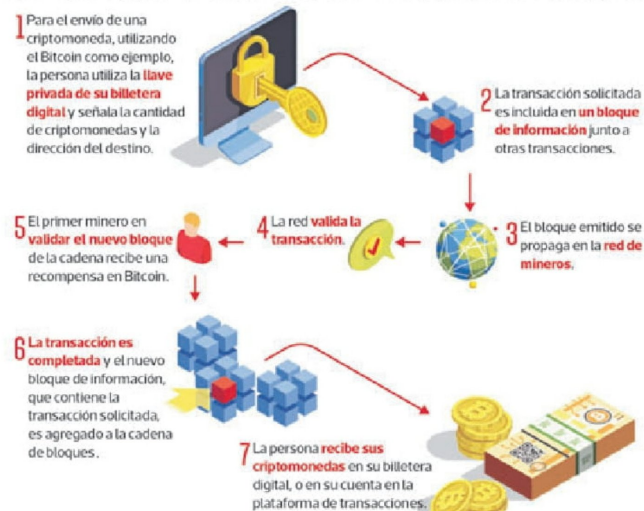 1 Para el envío de una
criptomoneda, utilizando
el Bitcoin como ejemplo,
la persona utiliza la llave
privada de su billetera
digital y señala la cantidad
de criptomonedas y la
dirección del destino.
2 La transacción solicitada
es incluida en un bloque
de información junto a
otras transacciones.
3 El bloque emitido se
propaga en la red de
mineros.
4 La red valida la
transacción.
5 El primer minero en
validar el nuevo bloque
de la cadena recibe una
recompensa en Bitcoin.
6 La transacción es
completada y el nuevo
bloque de información,
que contiene la
transacción solicitada,
es agregado a la cadena
de bloques.
7 La persona recibe sus
criptomonedas en su billetera
digital, o en su cuenta en la
plataforma de transacciones.